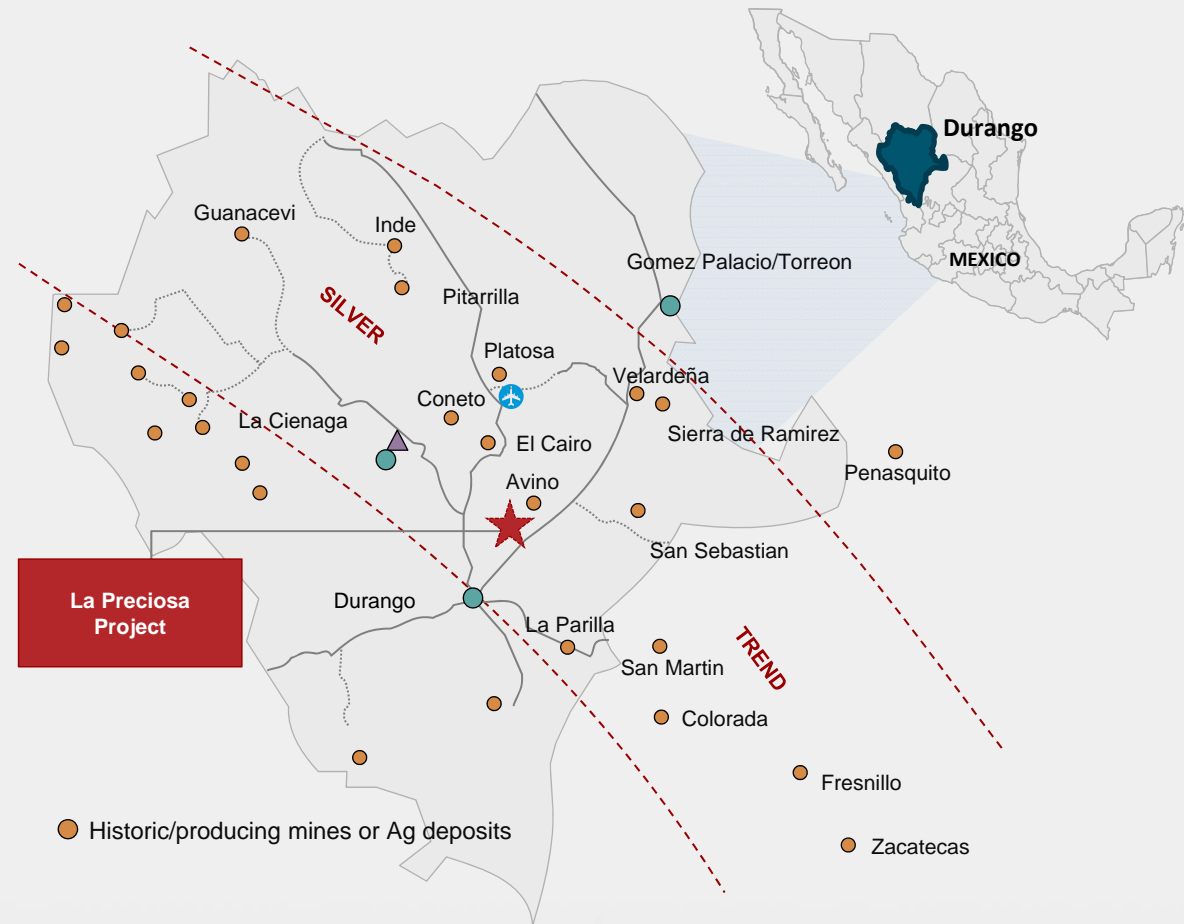 Durango
MEXICO
Guanacevi
Inde
Gomez Palacio/Torreon
SILVER
Pitarrilla
Platosa
Velardeña
Coneto
La Cienaga
El Cairo
Sierra de Ramirez
Penasquito
Avino
San Sebastian
La Preciosa
Project
Durango
La Parilla
TREND
San Martin
Colorada
Fresnillo
Historic/producing mines or Ag deposits
Zacatecas